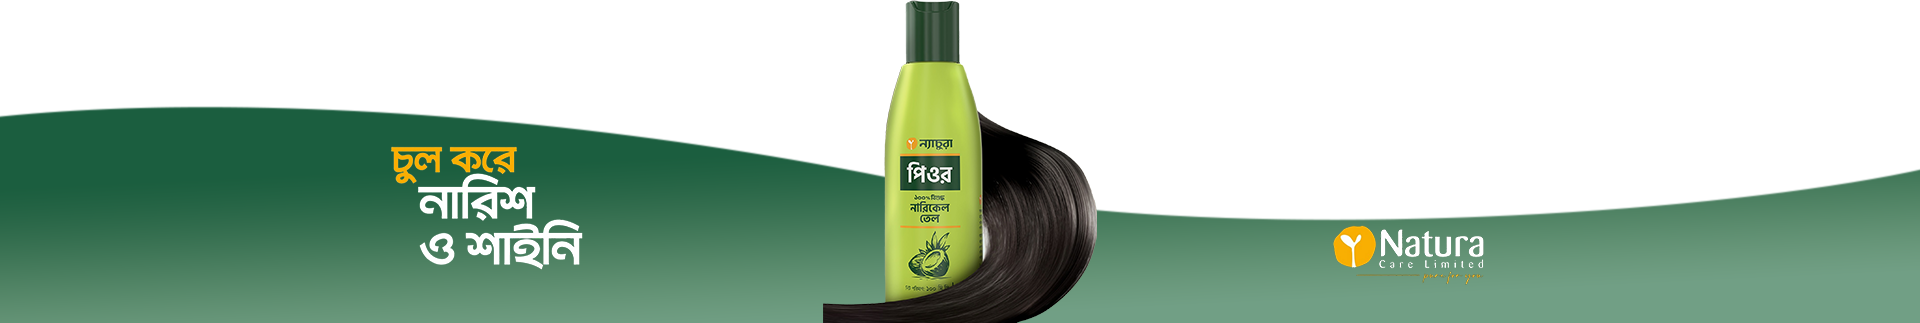 চুল করে
নারিশ
ও শাইনি
ন্যাচুরা
পিওর
১০০% বিশুদ্ধ
নারিকেল
তেল
Natura
Care Limited